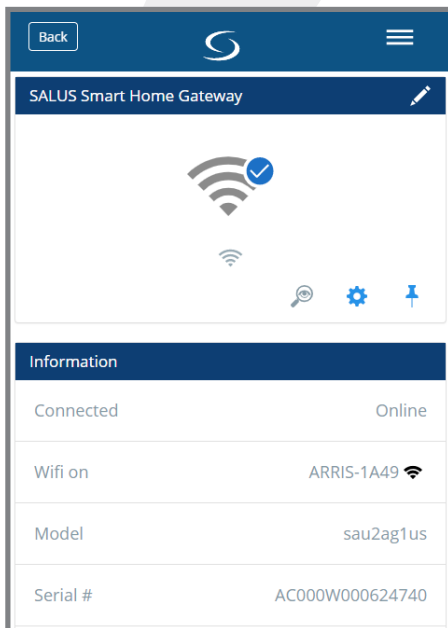 Back
SALUS Smart Home Gateway
Information
Connected Online
Wifi on ARRIS-1A49
Model sau2ag1us
Serial # AC000W000624740